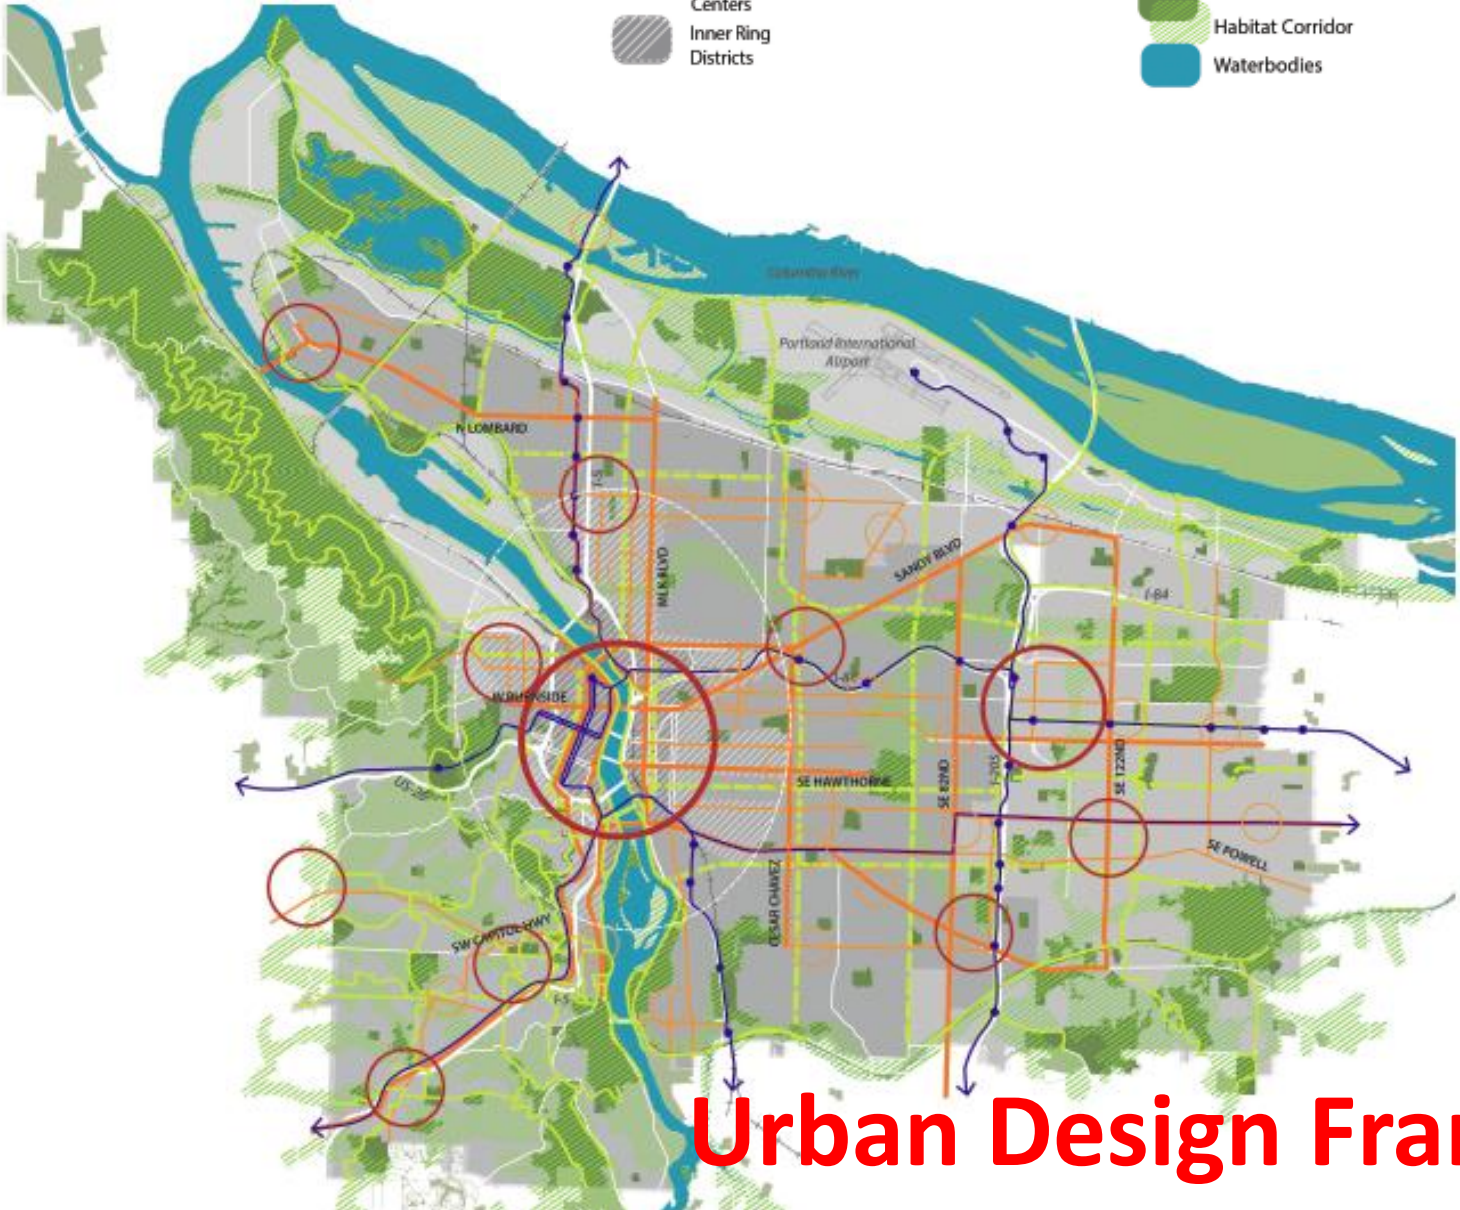 Centers
Inner Ring
Districts
Habitat Corridor
Waterbodies
Columbia River
Portland International
Airport
N LOMBARD
I-5
MLK BLVD
SANDY BLVD
I-84
W BURNSIDE
I-84
US-26
SE HAWTHORNE
SE 82ND
I-205
SE 122ND
SE POWELL
CESAR CHAVEZ
SW CAPITOL HWY
I-5
Urban Design Fra